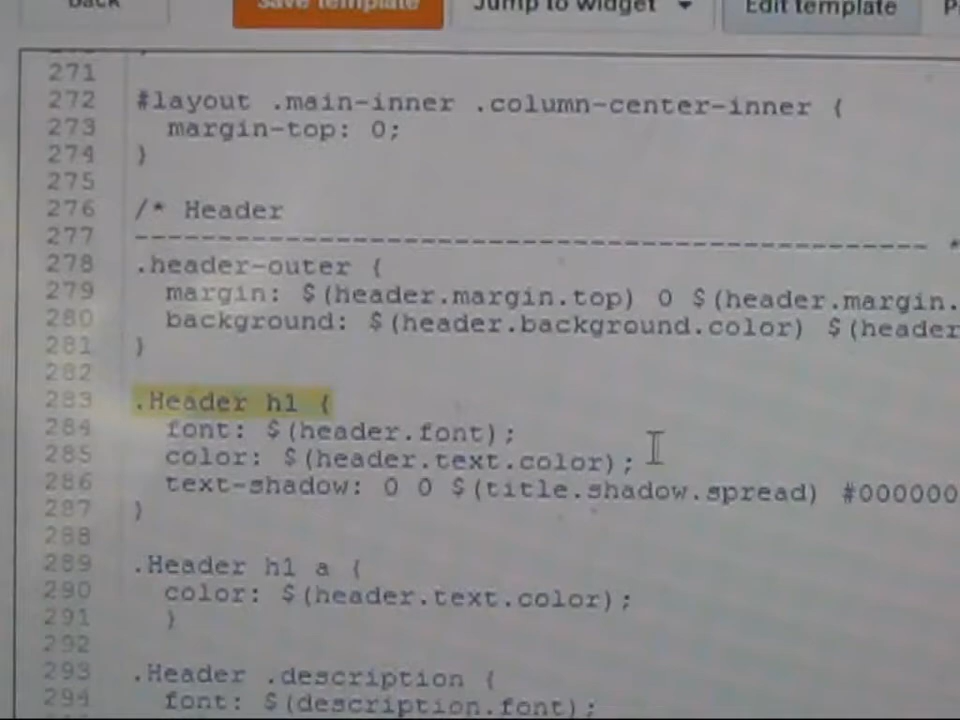 Back Save template Jump to widget Edit template
271
272 #layout .main-inner .column-center-inner {
273 margin-top: 0;
274 }
275
276 /* Header
277 ----------------------------------------------- *
278 .header-outer {
279 margin: $(header.margin.top) 0 $(header.margin.
280 background: $(header.background.color) $(header
281 }
282
283 .Header h1 {
284 font: $(header.font);
285 color: $(header.text.color);
286 text-shadow: 0 0 $(title.shadow.spread) #000000
287 }
288
289 .Header h1 a {
290 color: $(header.text.color);
291 }
292
293 .Header .description {
294 font: $(description.font);